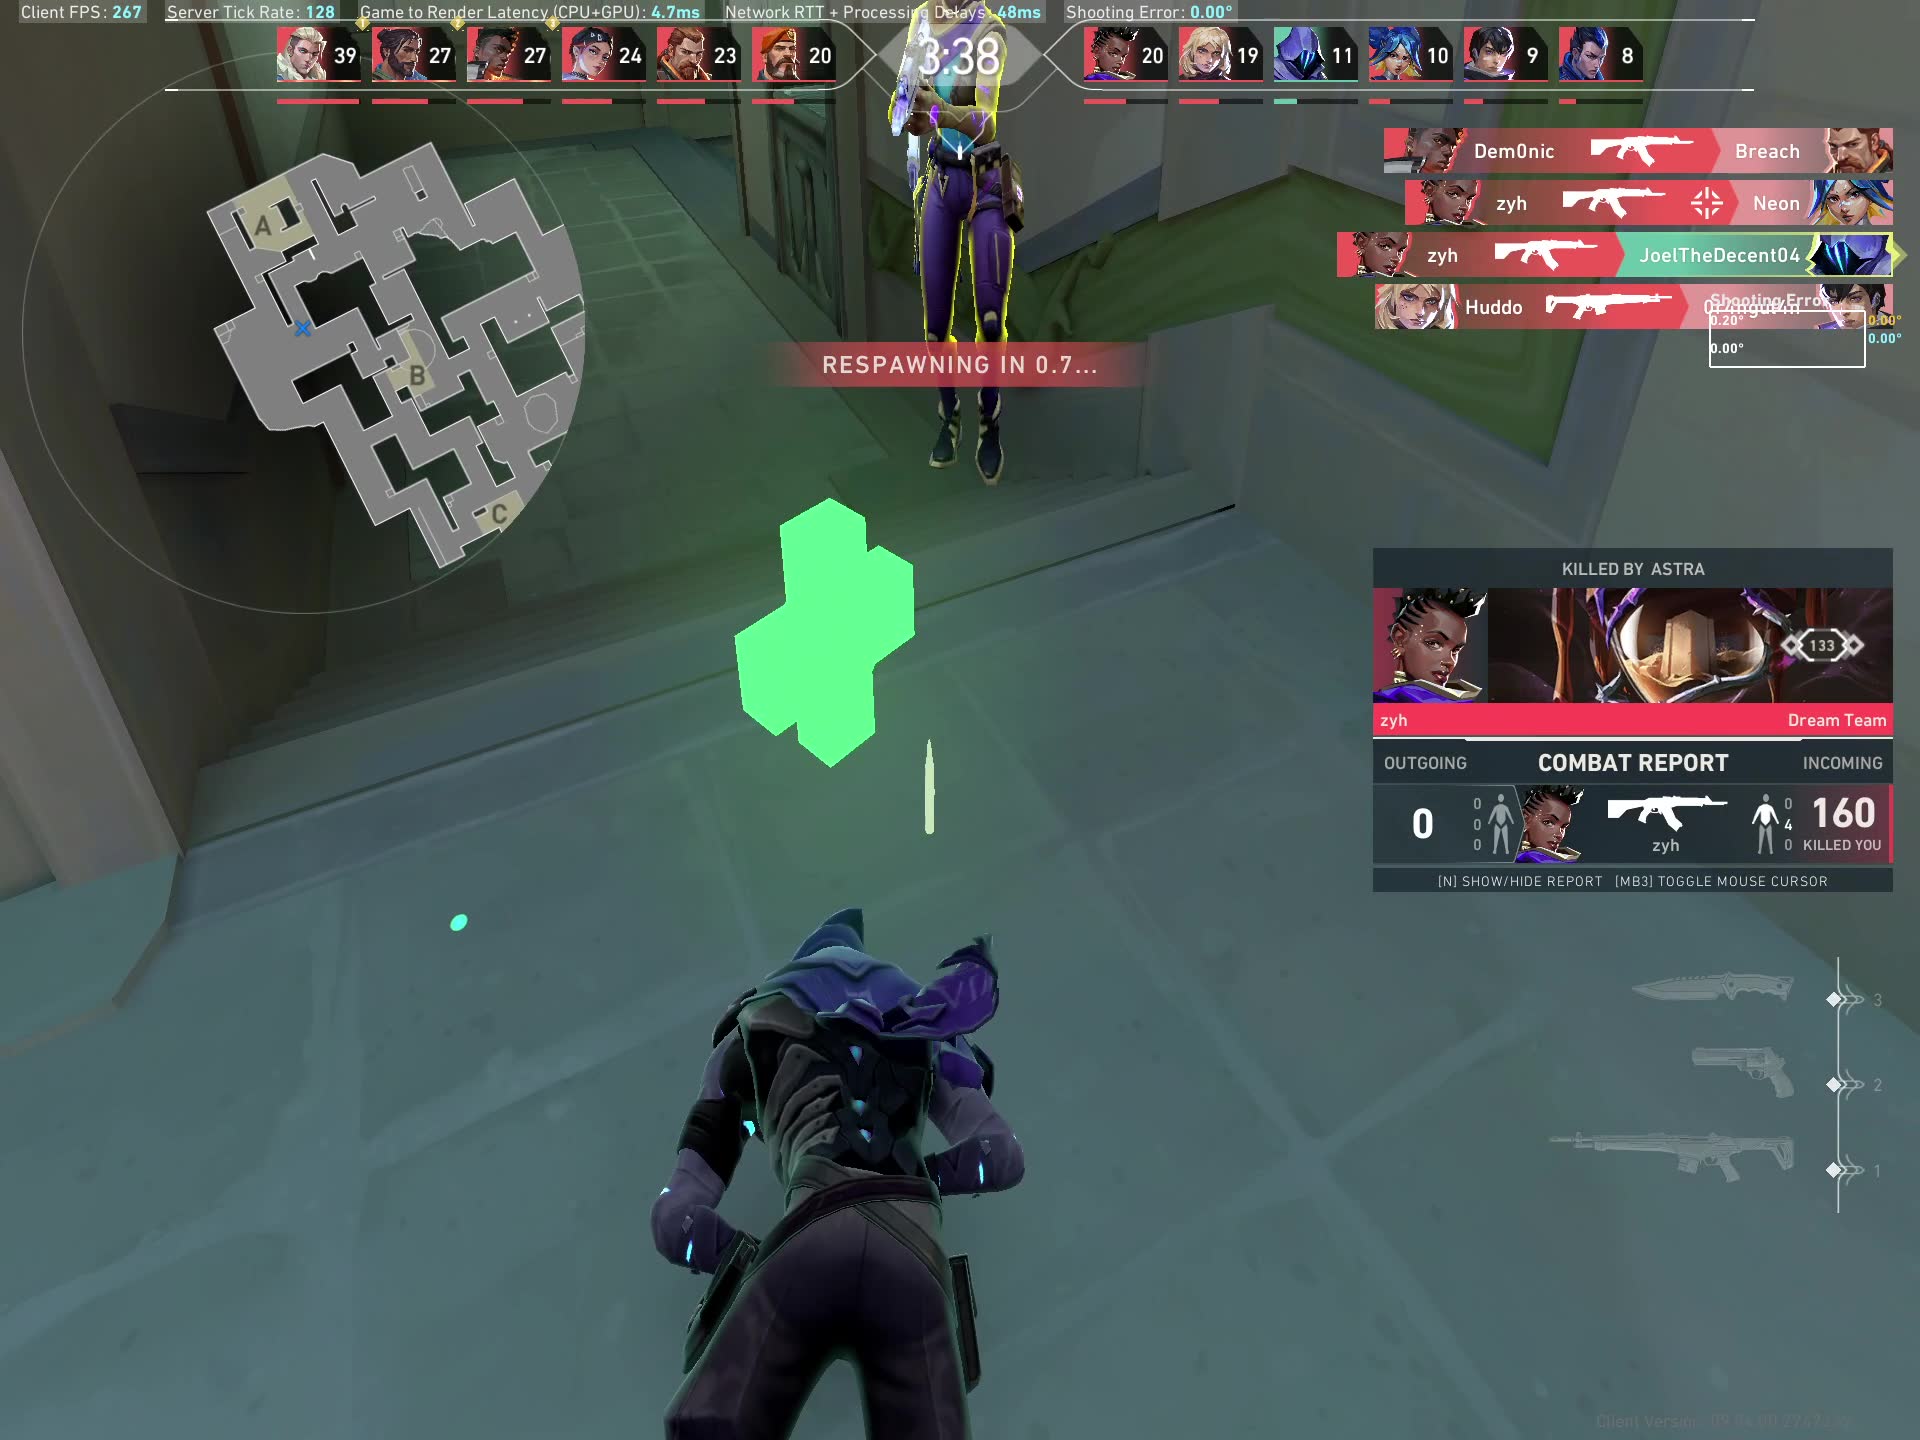 Client FPS: 267
Server Tick Rate: 128
Game to Render Latency (CPU+GPU): 4.7ms
Network RTT + Processing Delays: 48ms
Shooting Error: 0.00°
39 27 27 24 23 20
3:38
20 19 11 10 9 8
Dem0nic Breach
zyh Neon
zyh JoelTheDecent04
Huddo
Shooting Error
0.20°
0.00°
0.00°
0.00°
A
B
C
RESPAWNING IN 0.7...
KILLED BY ASTRA
133
zyh Dream Team
OUTGOING COMBAT REPORT INCOMING
0
0
0
0
zyh
0
4
0
160
KILLED YOU
[N] SHOW/HIDE REPORT [MB3] TOGGLE MOUSE CURSOR
3
2
1